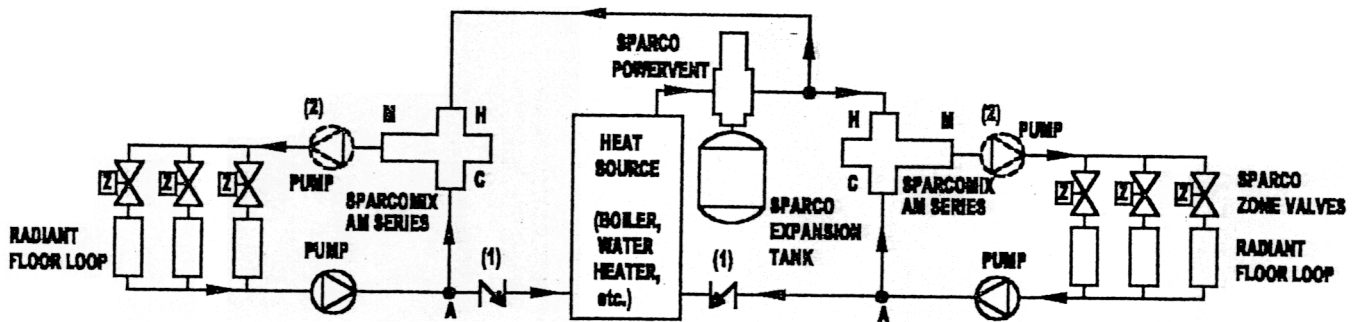 SPARCO
POWERVENT
(2)
M
H
C
PUMP
SPARCOMIX
AM SERIES
Z
Z
Z
RADIANT
FLOOR LOOP
PUMP
(1)
A
HEAT
SOURCE
(BOILER,
WATER
HEATER,
etc.)
SPARCO
EXPANSION
TANK
(1)
H
M
C
(2)
PUMP
SPARCOMIX
AM SERIES
Z
Z
Z
SPARCO
ZONE VALVES
RADIANT
FLOOR LOOP
PUMP
A